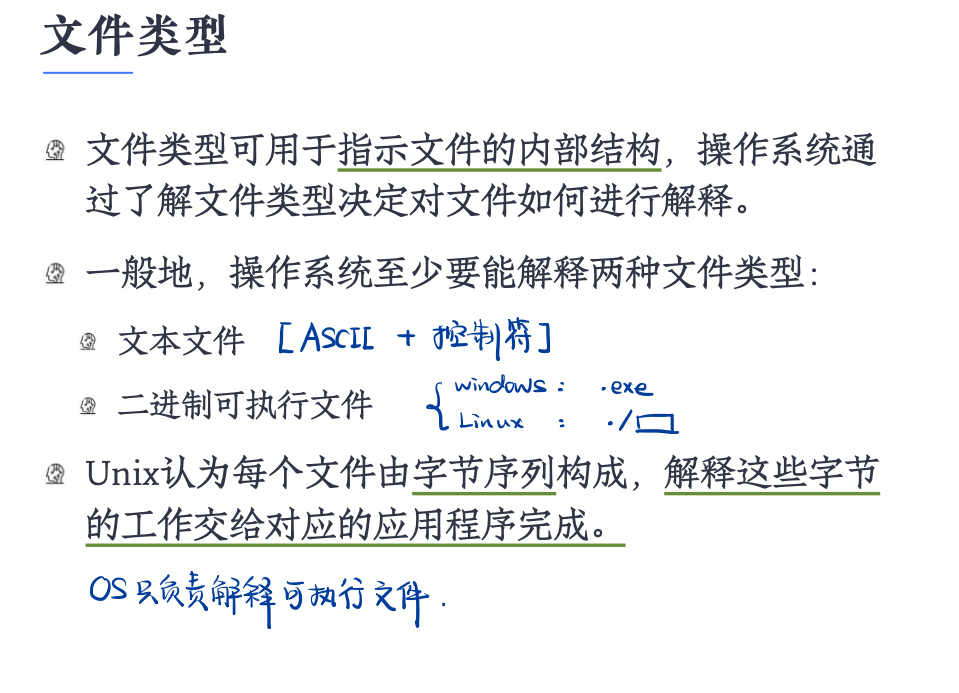 文件类型
文件类型可用于指示文件的内部结构，操作系统通
过了解文件类型决定对文件如何进行解释。
一般地，操作系统至少要能解释两种文件类型：
文本文件 [ASCII + 控制符]
二进制可执行文件 { windows： .exe
Linux ： ./□
Unix认为每个文件由字节序列构成，解释这些字节
的工作交给对应的应用程序完成。
OS只负责解释可执行文件.